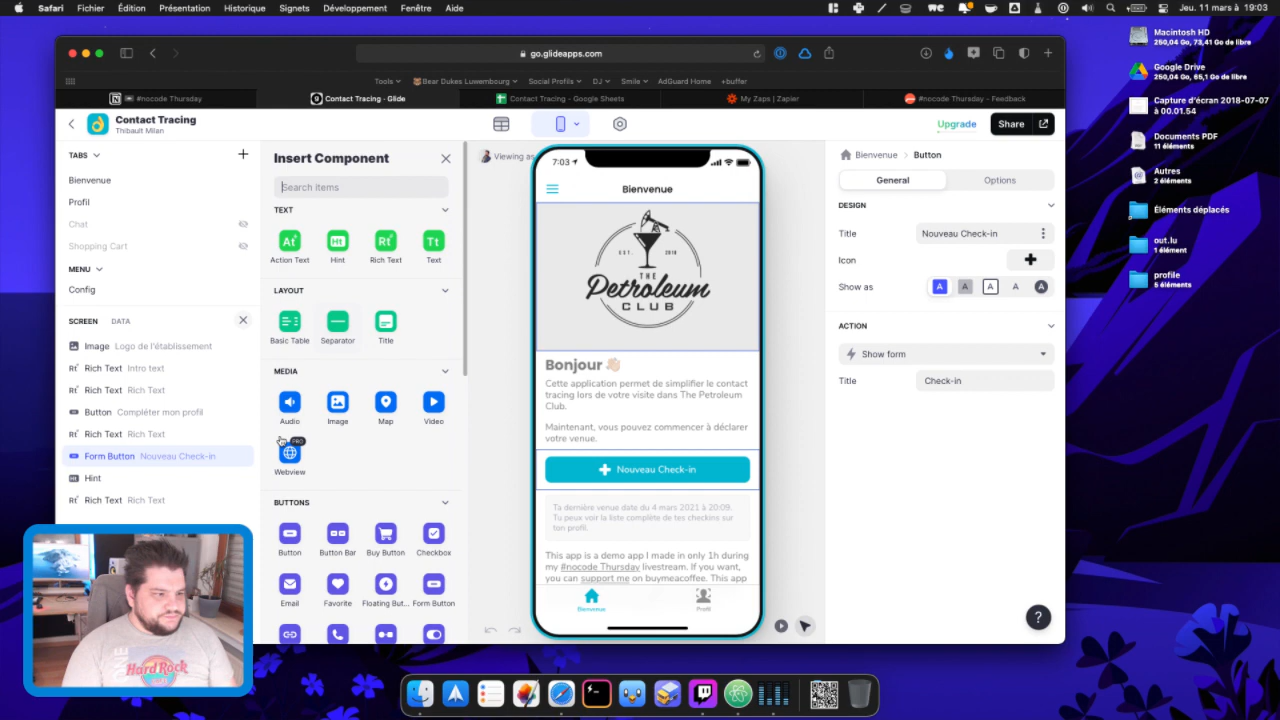 Safari Fichier Édition Présentation Historique Signets Développement Fenêtre Aide
Jeu. 11 mars à 19:03
go.glideapps.com
Tools Bear Dukes Luxembourg Social Profils DJ Smile AdGuard Home +buffer
#nocode Thursday
Contact Tracing - Glide
Contact Tracing - Google Sheets
My Zaps | Zapier
#nocode Thursday - Feedback
Contact Tracing
Thibault Milan
Upgrade
Share
TABS
Bienvenue
Profil
Chat
Shopping Cart
MENU
Config
SCREEN DATA
Image Logo de l'établissement
Rich Text Intro text
Rich Text Rich Text
Button Compléter mon profil
Rich Text Rich Text
Form Button Nouveau Check-in
Hint
Rich Text Rich Text
Insert Component
Search items
TEXT
Action Text Hint Rich Text Text
LAYOUT
Basic Table Separator Title
MEDIA
Audio Image Map Video
PRO
Webview
BUTTONS
Button Button Bar Buy Button Checkbox
Email Favorite Floating But... Form Button
Viewing as
7:03
Bienvenue
EST. 2018
THE
Petroleum
CLUB
Bonjour 👋🏻
Cette application permet de simplifier le contact
tracing lors de votre visite dans The Petroleum
Club.
Maintenant, vous pouvez commencer à déclarer
votre venue.
Nouveau Check-in
Ta dernière venue date du 4 mars 2021 à 20:09.
Tu peux voir la liste complète de tes checkins sur
ton profil.
This app is a demo app I made in only 1h during
my #nocode Thursday livestream. If you want,
you can support me on buymeacoffee. This app
Bienvenue
Profil
Bienvenue > Button
General Options
DESIGN
Title Nouveau Check-in
Icon
Show as A A A A A
ACTION
Show form
Title Check-in
?
Macintosh HD
250,04 Go, 73,41 Go de libre
Google Drive
250,04 Go, 65,1 Go de libre
Capture d'écran 2018-07-07
à 00.01.54
Documents PDF
11 éléments
Autres
2 éléments
Éléments déplacés
out.lu
1 élément
profile
5 éléments
Hard Rock